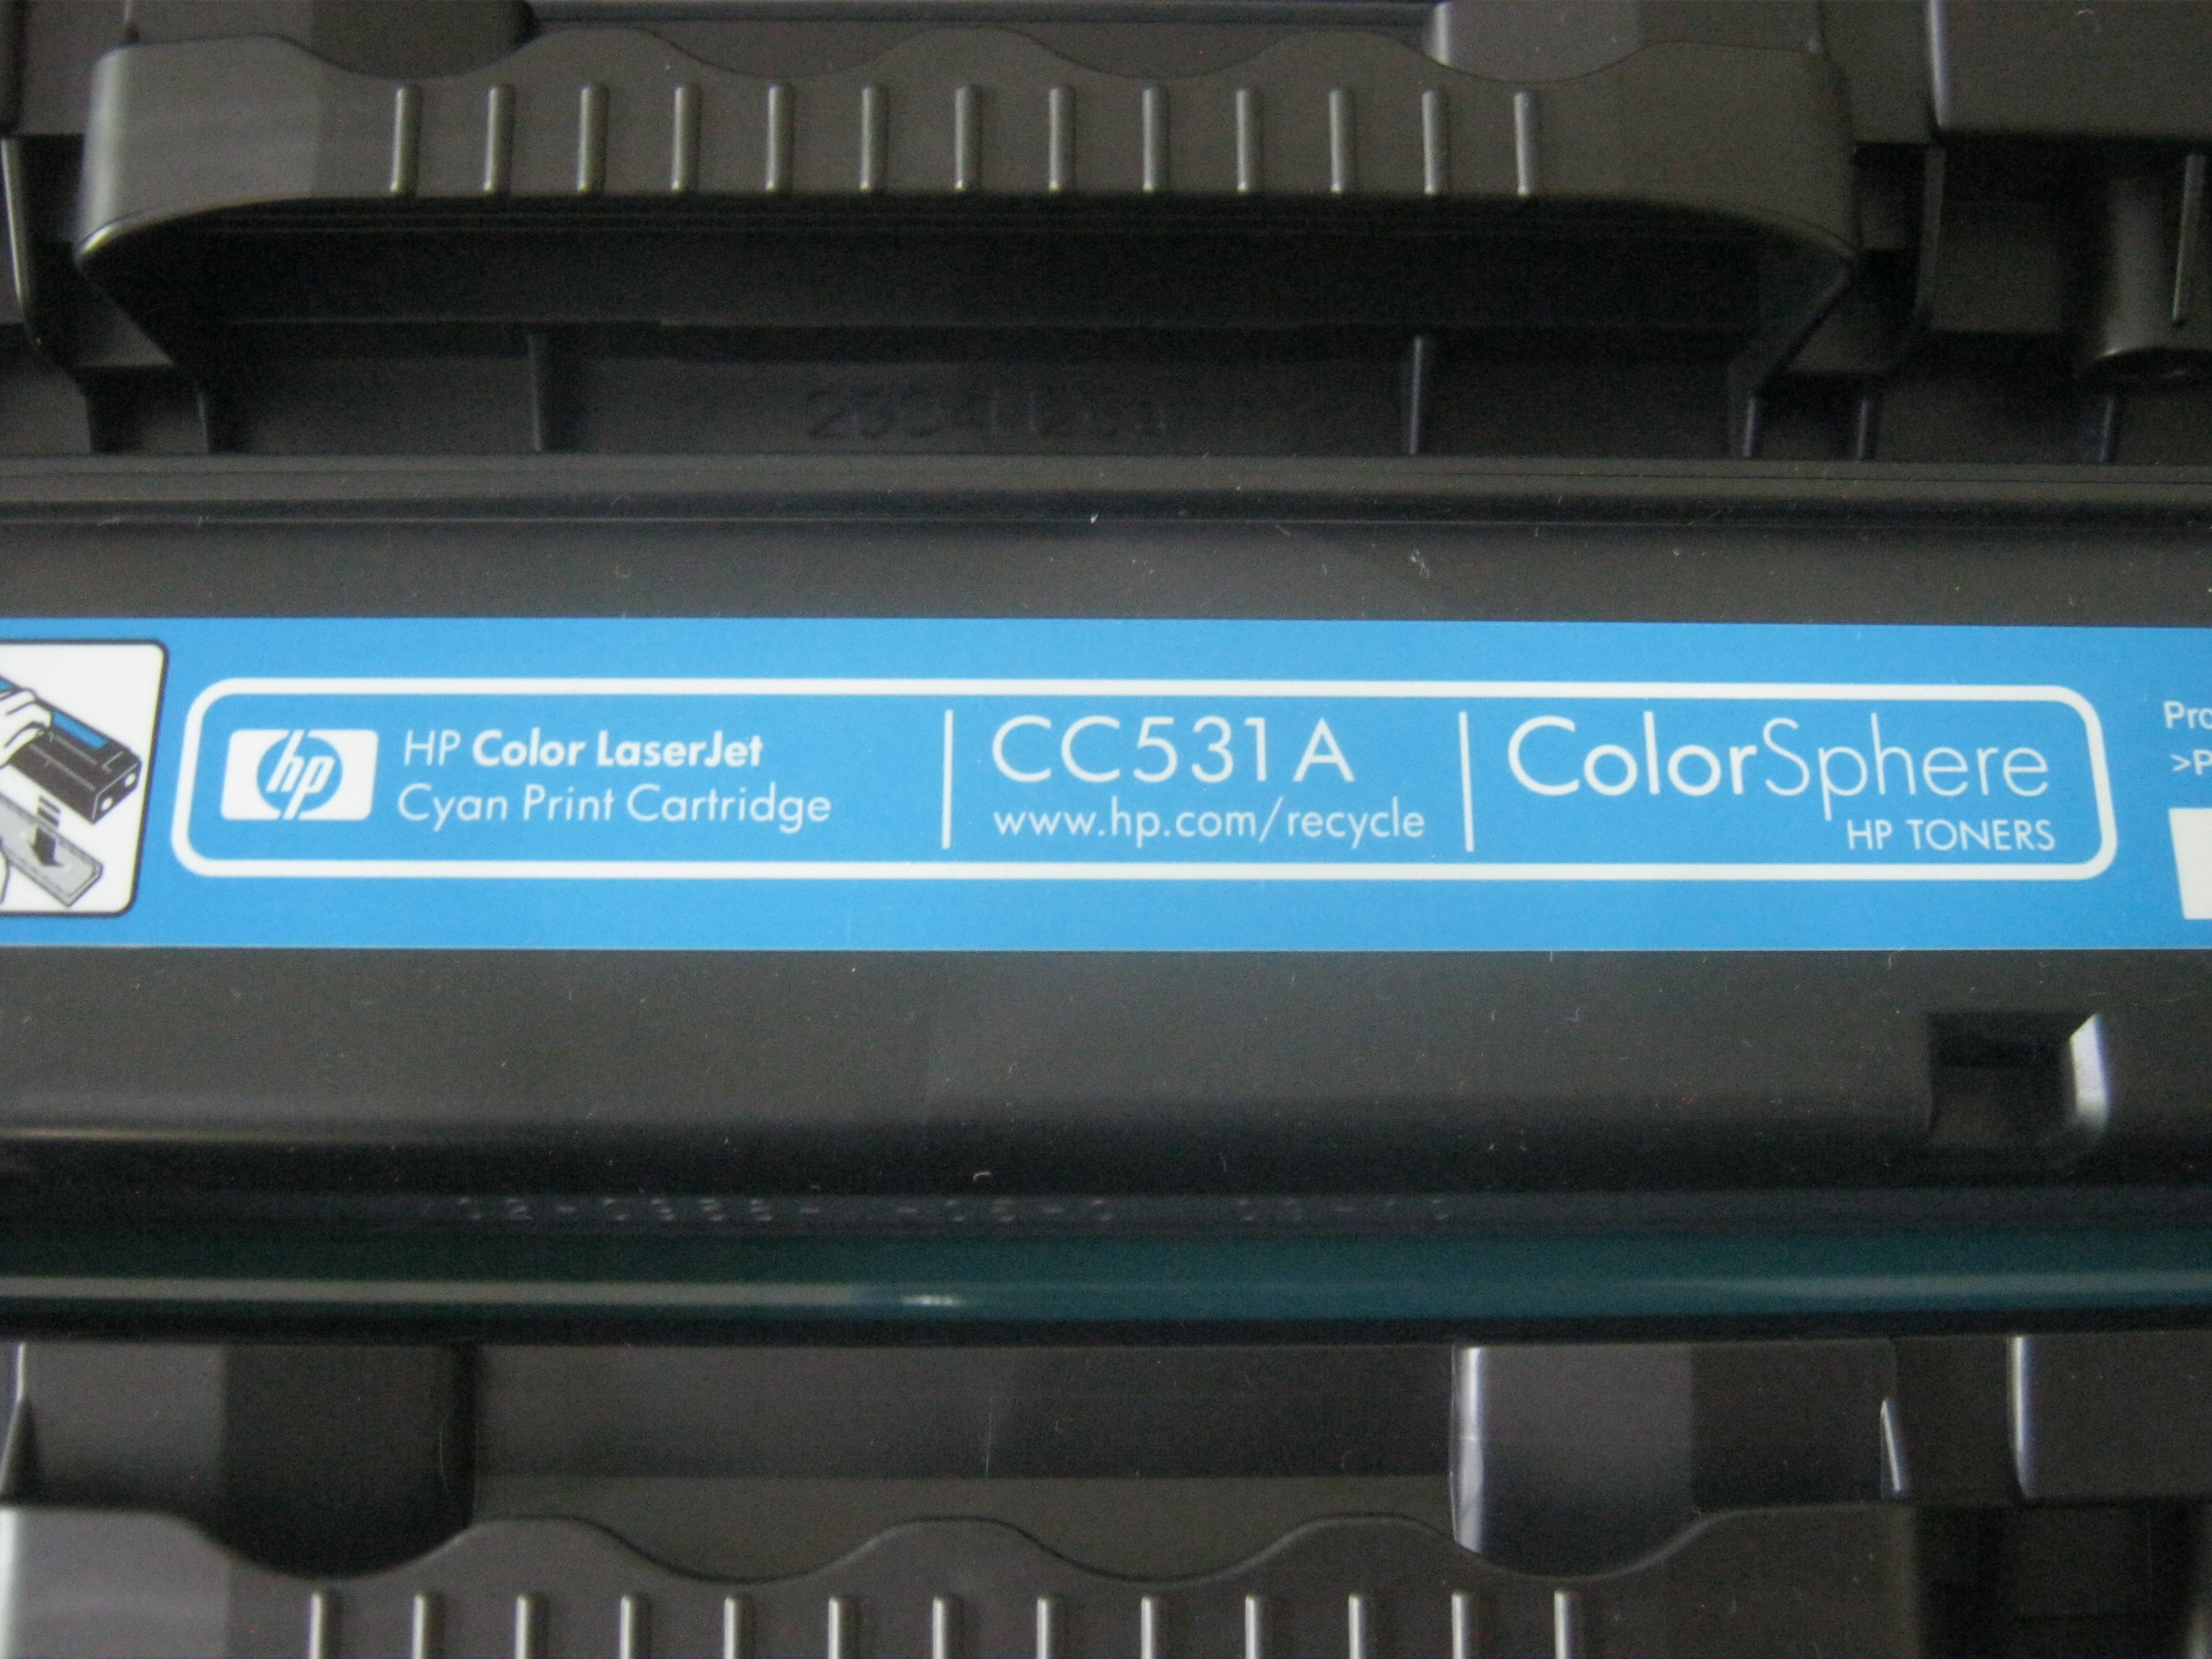 hp
HP Color LaserJet
Cyan Print Cartridge
CC531A
www.hp.com/recycle
ColorSphere
HP TONERS